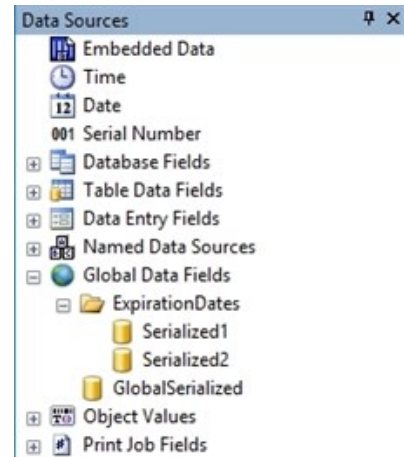 Data Sources
Embedded Data
Time
12 Date
001 Serial Number
Database Fields
Table Data Fields
Data Entry Fields
Named Data Sources
Global Data Fields
ExpirationDates
Serialized1
Serialized2
GlobalSerialized
Object Values
Print Job Fields